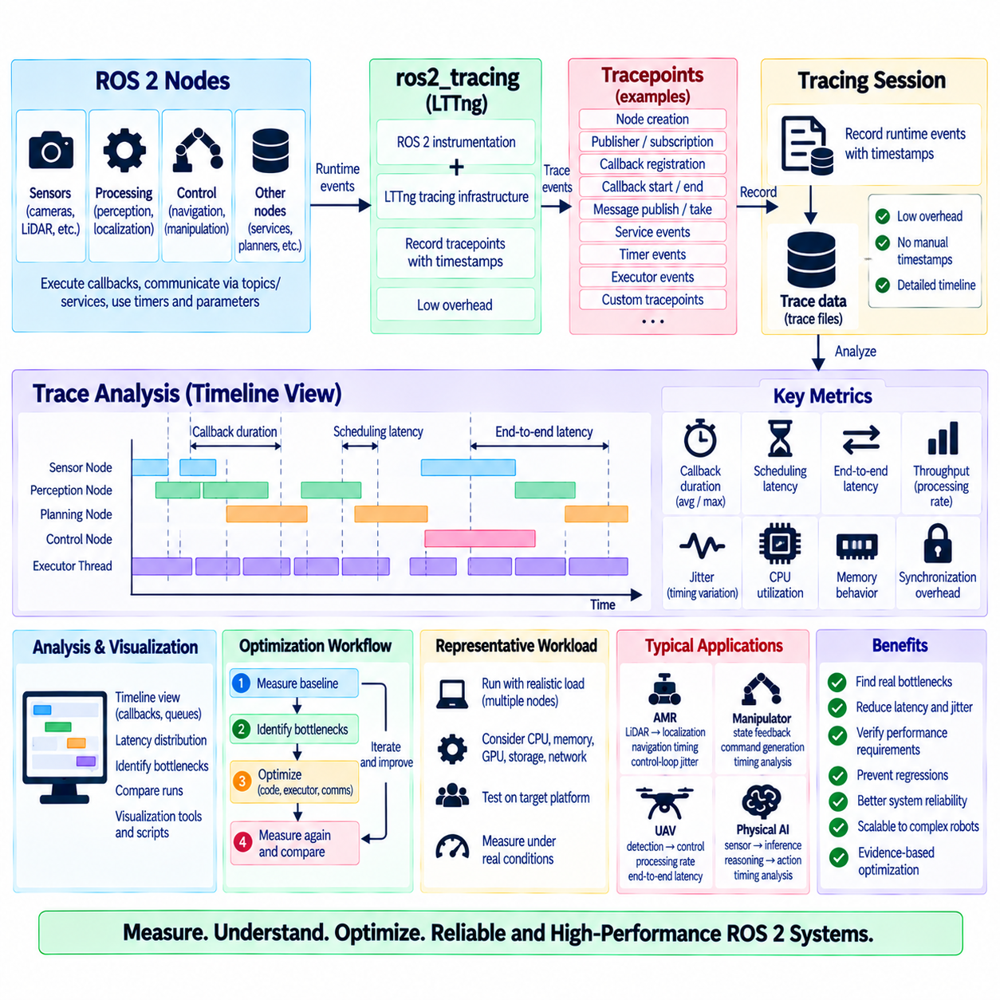 ROS 2 Nodes
Sensors
(cameras,
LiDAR, etc.)
Processing
(perception,
localization)
Control
(navigation,
(manipulation)
Other
nodes
(services,
planners, etc.)
Execute callbacks, communicate via topics/
services, use timers and parameters
Runtime
events
ros2_tracing
(LTTng)
ROS 2 instrumentation
+
LTTng tracing infrastructure
Record tracepoints
with timestamps
Low overhead
Trace
events
Tracepoints
(examples)
Node creation
Publisher / subscription
Callback registration
Callback start / end
Message publish / take
Service events
Timer events
Executor events
Custom tracepoints
...
Record
Tracing Session
Record runtime events
with timestamps
Trace data
(trace files)
Low overhead
No manual
timestamps
Detailed timeline
Analyze
Trace Analysis (Timeline View)
Callback duration
Scheduling latency
End-to-end latency
Sensor Node
Perception Node
Planning Node
Control Node
Executor Thread
Time
Key Metrics
Callback
duration
(avg / max)
Scheduling
latency
End-to-end
latency
Throughput
(processing
rate)
Jitter
(timing variation)
CPU
utilization
Memory
behavior
Synchronization
overhead
Analysis & Visualization
Timeline view
(callbacks, queues)
Latency distribution
Identify bottlenecks
Compare runs
Visualization tools
and scripts
Optimization Workflow
1 Measure baseline
2 Identify bottlenecks
3 Optimize
(code, executor, comms)
4 Measure again
and compare
Iterate
and improve
Representative Workload
Run with realistic load
(multiple nodes)
Consider CPU, memory,
GPU, storage, network
Test on target platform
Measure under
real conditions
Typical Applications
AMR
LiDAR → localization
navigation timing
control-loop jitter
Manipulator
state feedback
command generation
timing analysis
UAV
detection → control
processing rate
end-to-end latency
Physical AI
sensor → inference
reasoning → action
timing analysis
Benefits
Find real bottlenecks
Reduce latency and jitter
Verify performance
requirements
Prevent regressions
Better system reliability
Scalable to complex robots
Evidence-based
optimization
Measure. Understand. Optimize. Reliable and High-Performance ROS 2 Systems.